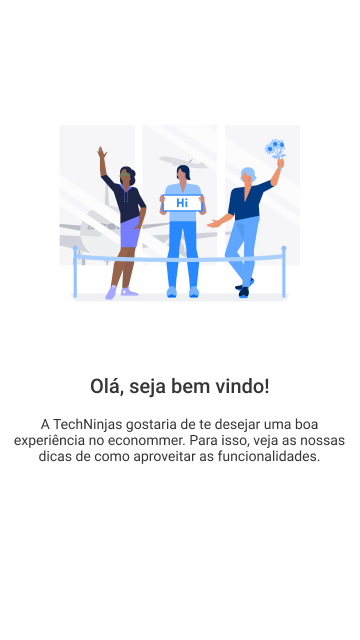 Hi
Olá, seja bem vindo!
A TechNinjas gostaria de te desejar uma boa
experiência no econommer. Para isso, veja as nossas
dicas de como aproveitar as funcionalidades.